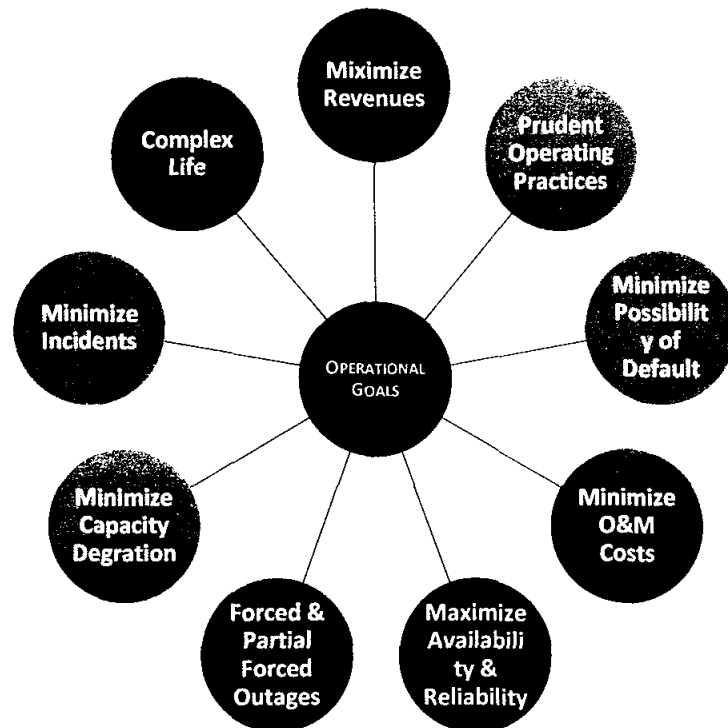 Miximize
Revenues
Prudent
Operating
Practices
Minimize
Possibilit
y of
Default
Minimize
O&M
Costs
Maximize
Availabili
ty &
Reliability
Forced &
Partial
Forced
Outages
Minimize
Capacity
Degration
Minimize
Incidents
Complex
Life
OPERATIONAL
GOALS